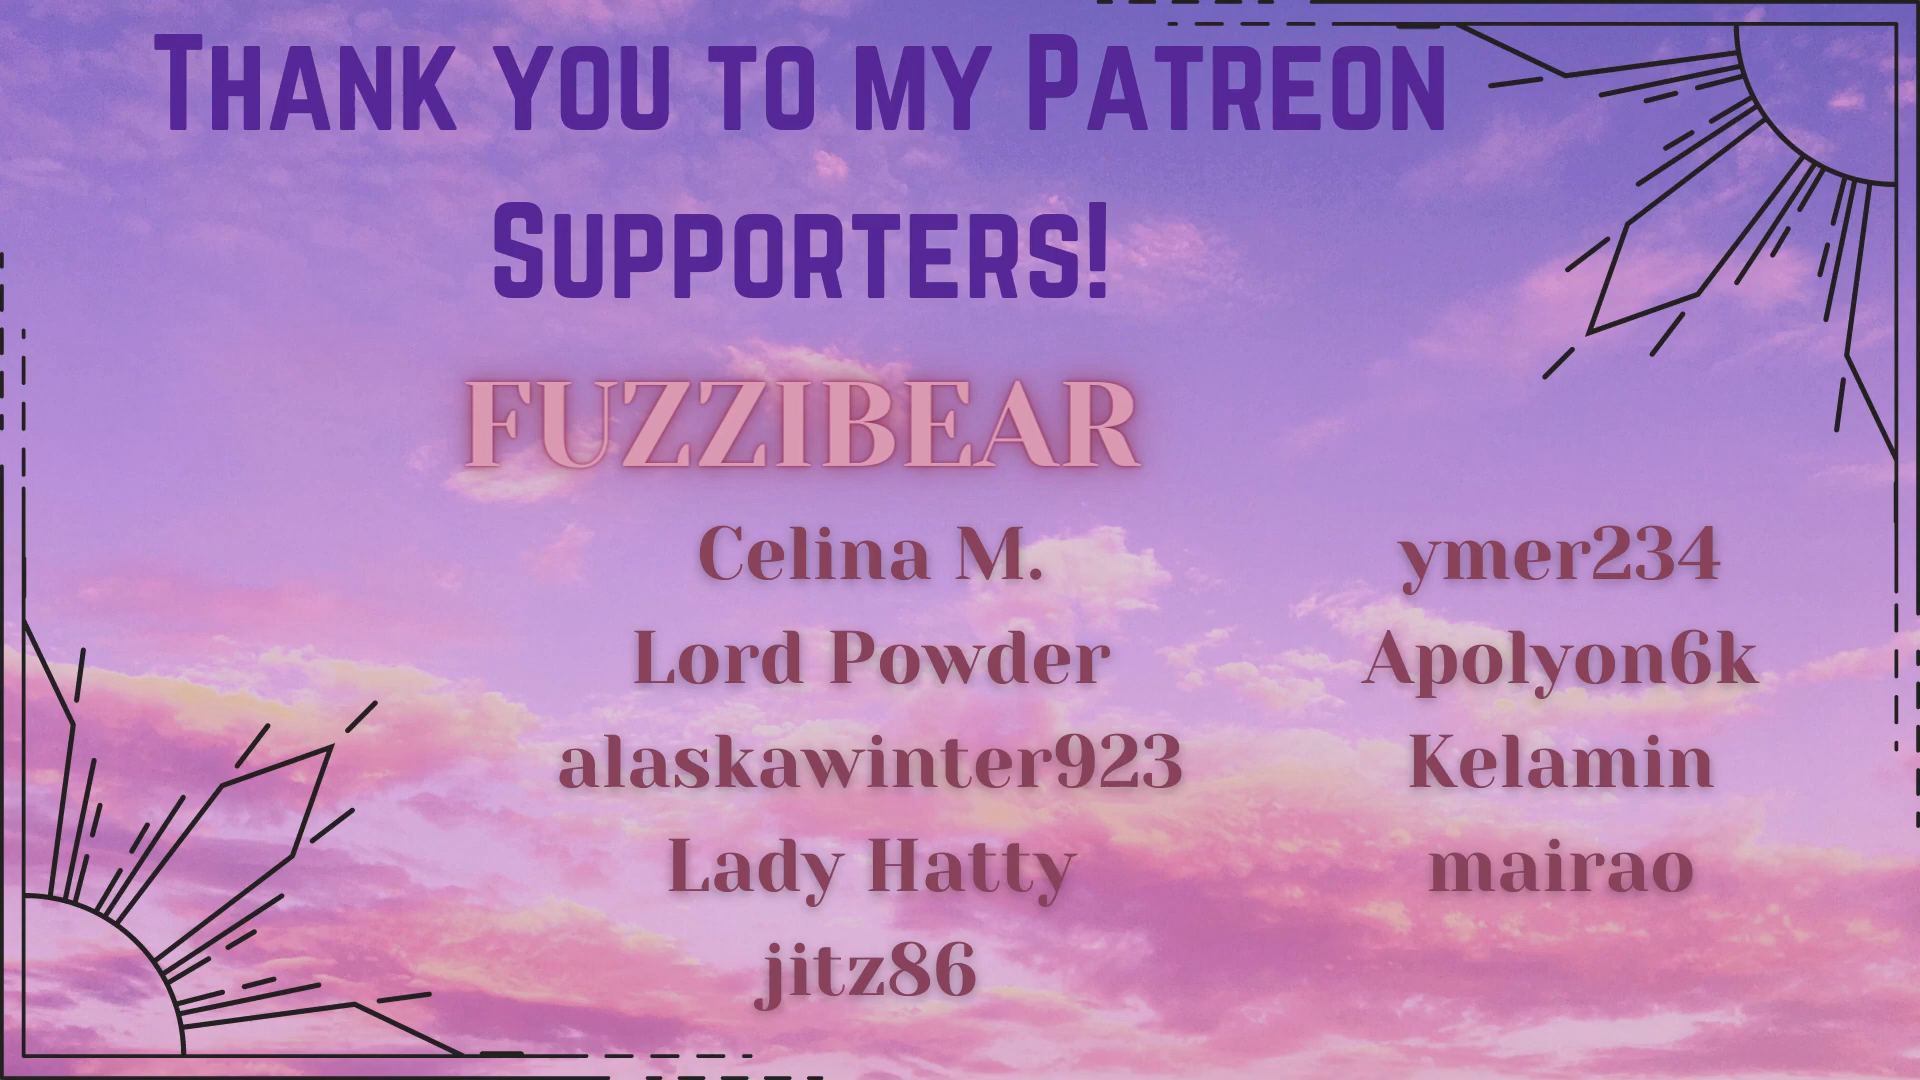 Thank you to my Patreon
Supporters!
FUZZIBEAR
Celina M.
Lord Powder
alaskawinter923
Lady Hatty
jitz86
ymer234
Apolyon6k
Kelamin
mairao